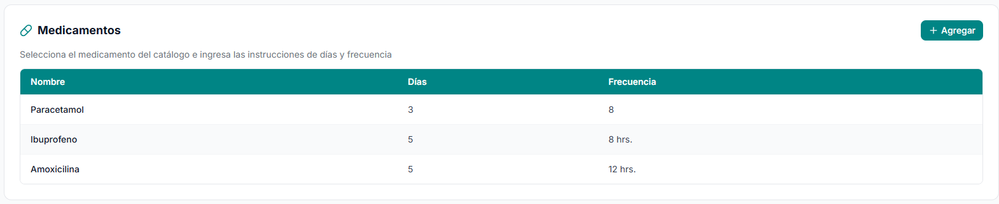 Medicamentos
+ Agregar
Selecciona el medicamento del catálogo e ingresa las instrucciones de días y frecuencia
Nombre Días Frecuencia
Paracetamol 3 8
Ibuprofeno 5 8 hrs.
Amoxicilina 5 12 hrs.